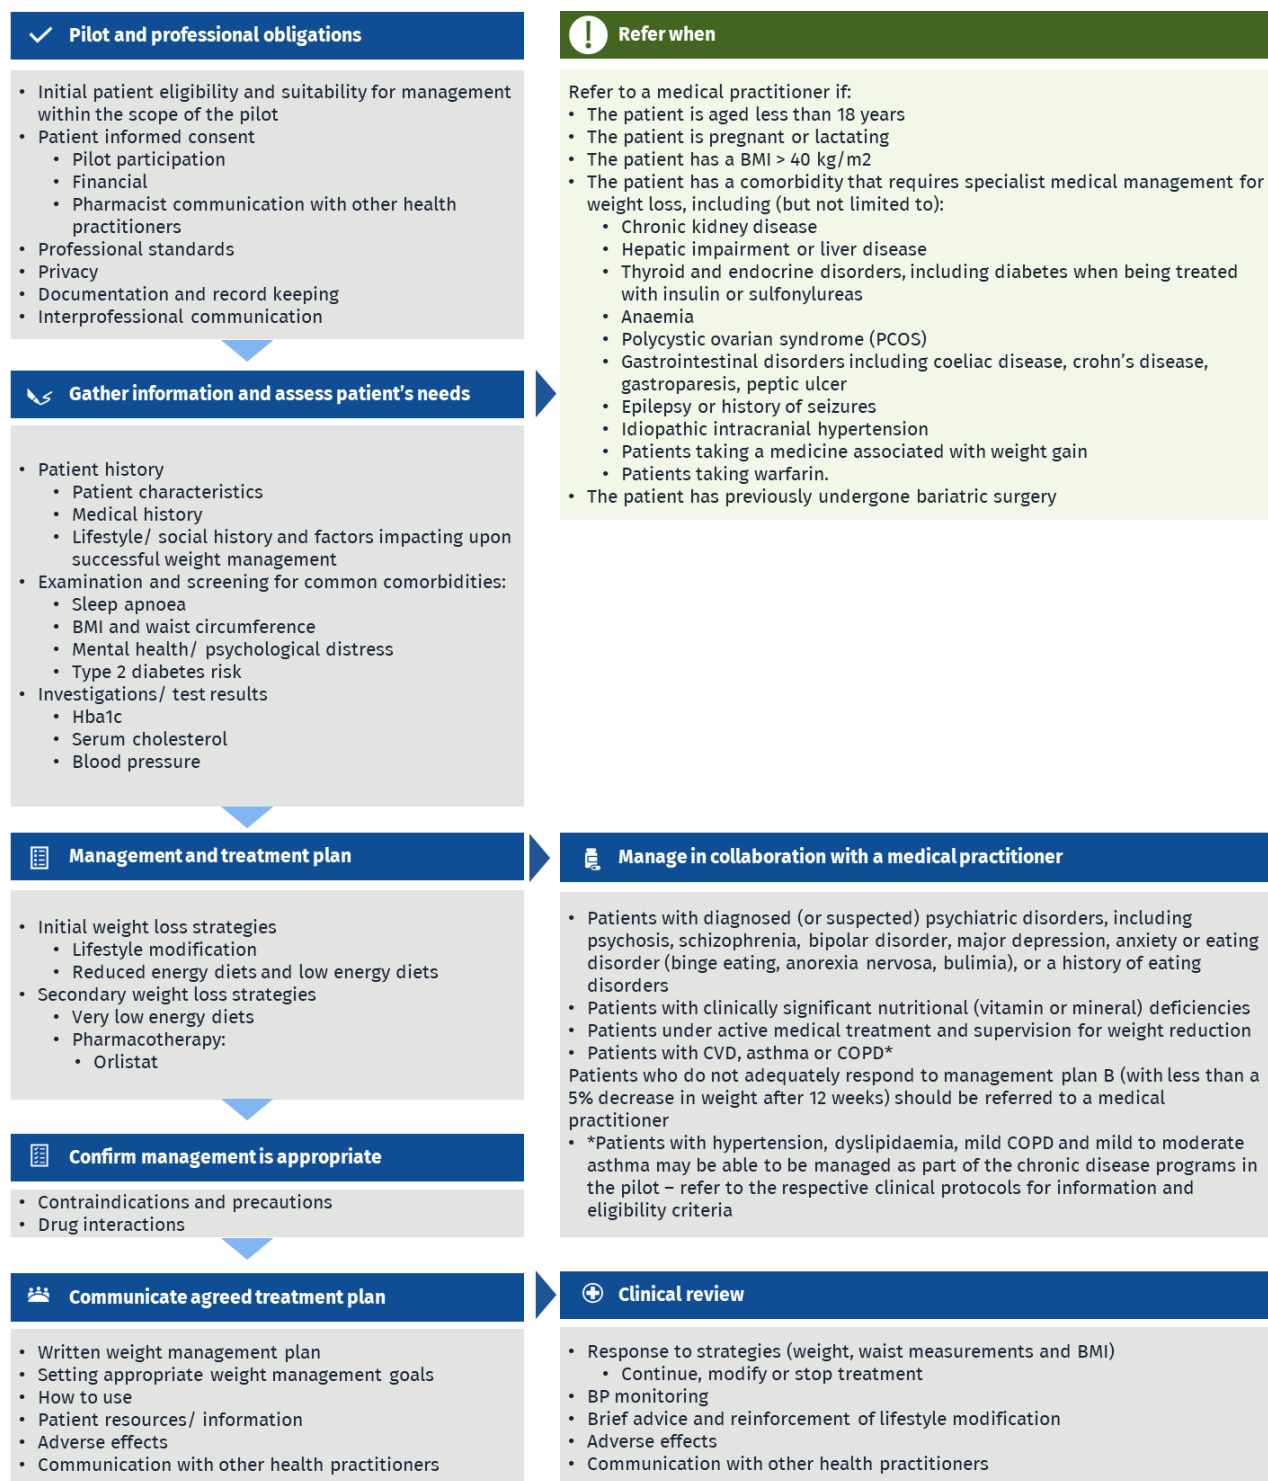 Pilot and professional obligations
• Initial patient eligibility and suitability for management
within the scope of the pilot
• Patient informed consent
• Pilot participation
• Financial
• Pharmacist communication with other health
practitioners
• Professional standards
• Privacy
• Documentation and record keeping
• Interprofessional communication
Refer when
Refer to a medical practitioner if:
• The patient is aged less than 18 years
• The patient is pregnant or lactating
• The patient has a BMI > 40 kg/m2
• The patient has a comorbidity that requires specialist medical management for
weight loss, including (but not limited to):
• Chronic kidney disease
• Hepatic impairment or liver disease
• Thyroid and endocrine disorders, including diabetes when being treated
with insulin or sulfonylureas
• Anaemia
• Polycystic ovarian syndrome (PCOS)
• Gastrointestinal disorders including coeliac disease, crohn's disease,
gastroparesis, peptic ulcer
• Epilepsy or history of seizures
• Idiopathic intracranial hypertension
• Patients taking a medicine associated with weight gain
• Patients taking warfarin.
• The patient has previously undergone bariatric surgery
Gather information and assess patient's needs
• Patient history
• Patient characteristics
• Medical history
• Lifestyle/ social history and factors impacting upon
successful weight management
• Examination and screening for common comorbidities:
• Sleep apnoea
• BMI and waist circumference
• Mental health/ psychological distress
• Type 2 diabetes risk
• Investigations/ test results
• Hba1c
• Serum cholesterol
• Blood pressure
Management and treatment plan
• Initial weight loss strategies
• Lifestyle modification
• Reduced energy diets and low energy diets
• Secondary weight loss strategies
• Very low energy diets
• Pharmacotherapy:
• Orlistat
Manage in collaboration with a medical practitioner
• Patients with diagnosed (or suspected) psychiatric disorders, including
psychosis, schizophrenia, bipolar disorder, major depression, anxiety or eating
disorder (binge eating, anorexia nervosa, bulimia), or a history of eating
disorders
• Patients with clinically significant nutritional (vitamin or mineral) deficiencies
• Patients under active medical treatment and supervision for weight reduction
• Patients with CVD, asthma or COPD*
Patients who do not adequately respond to management plan B (with less than a
5% decrease in weight after 12 weeks) should be referred to a medical
practitioner
• *Patients with hypertension, dyslipidaemia, mild COPD and mild to moderate
asthma may be able to be managed as part of the chronic disease programs in
the pilot – refer to the respective clinical protocols for information and
eligibility criteria
Confirm management is appropriate
• Contraindications and precautions
• Drug interactions
Communicate agreed treatment plan
• Written weight management plan
• Setting appropriate weight management goals
• How to use
• Patient resources/ information
• Adverse effects
• Communication with other health practitioners
Clinical review
• Response to strategies (weight, waist measurements and BMI)
• Continue, modify or stop treatment
• BP monitoring
• Brief advice and reinforcement of lifestyle modification
• Adverse effects
• Communication with other health practitioners